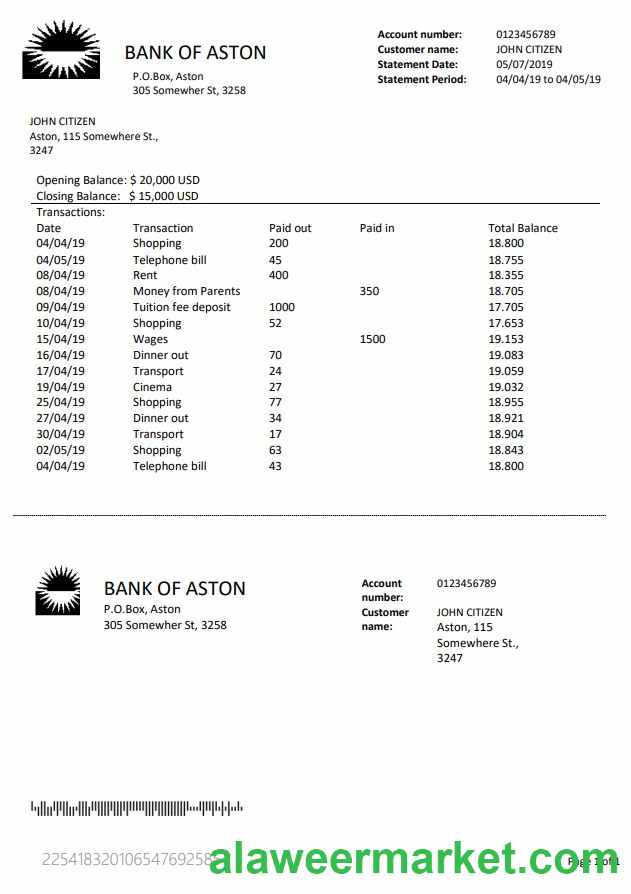 BANK OF ASTON
P.O.Box, Aston
305 Somewher St, 3258
Account number: 0123456789
Customer name: JOHN CITIZEN
Statement Date: 05/07/2019
Statement Period: 04/04/19 to 04/05/19
JOHN CITIZEN
Aston, 115 Somewhere St.,
3247
Opening Balance: $ 20,000 USD
Closing Balance: $ 15,000 USD
Transactions:
Date Transaction Paid out Paid in Total Balance
04/04/19 Shopping 200 18.800
04/05/19 Telephone bill 45 18.755
08/04/19 Rent 400 18.355
08/04/19 Money from Parents 350 18.705
09/04/19 Tuition fee deposit 1000 17.705
10/04/19 Shopping 52 17.653
15/04/19 Wages 1500 19.153
16/04/19 Dinner out 70 19.083
17/04/19 Transport 24 19.059
19/04/19 Cinema 27 19.032
25/04/19 Shopping 77 18.955
27/04/19 Dinner out 34 18.921
30/04/19 Transport 17 18.904
02/05/19 Shopping 63 18.843
04/04/19 Telephone bill 43 18.800
BANK OF ASTON
P.O.Box, Aston
305 Somewher St, 3258
Account
number:
0123456789
Customer
name:
JOHN CITIZEN
Aston, 115
Somewhere St.,
3247
alaweermarket.com
Page 1 of 1